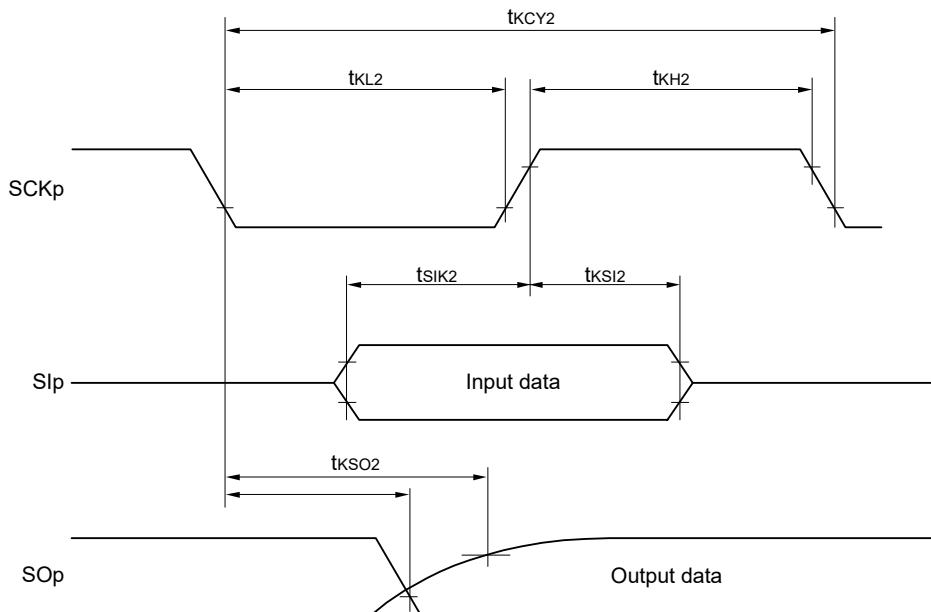 tKCY2
tKL2
tKH2
SCKp
tSIK2
tKSI2
SIp
Input data
tKSO2
SOp
Output data